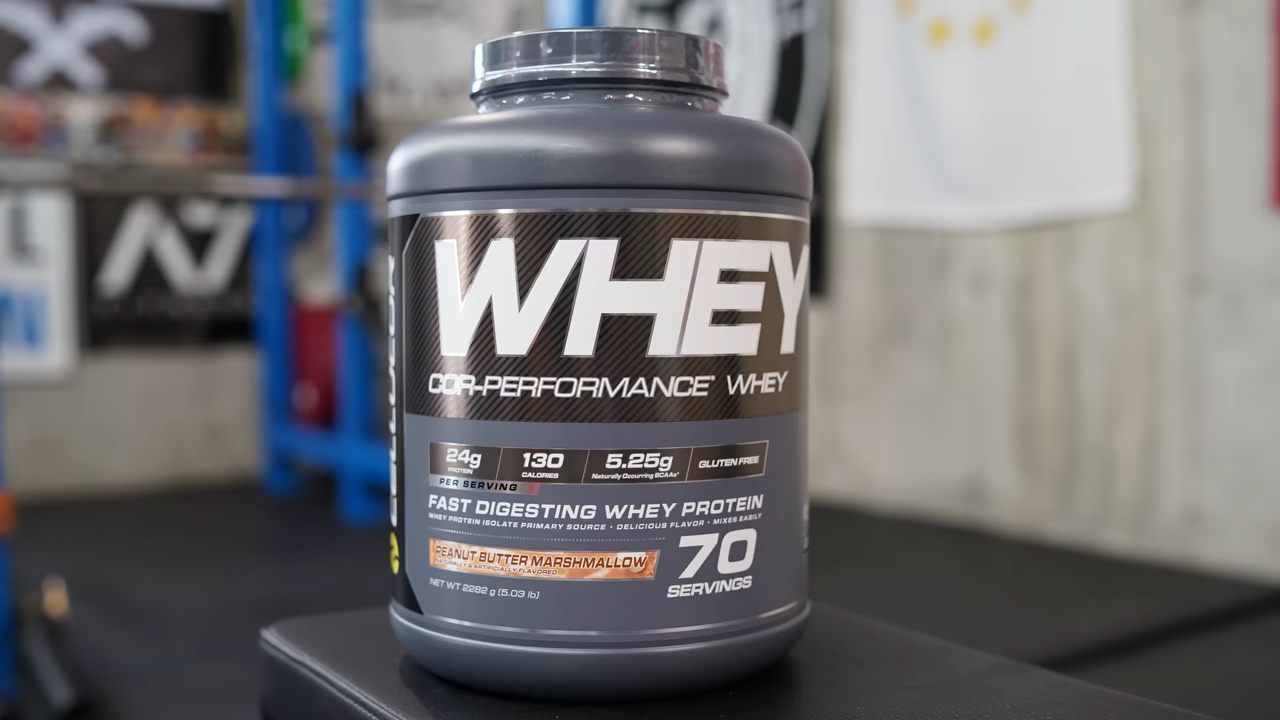 A7
WHEY
COR-PERFORMANCE® WHEY
CELLUCOR
24g
PROTEIN
130
CALORIES
5.25g
Naturally Occurring BCAAs*
GLUTEN FREE
PER SERVING
FAST DIGESTING WHEY PROTEIN
WHEY PROTEIN ISOLATE PRIMARY SOURCE • DELICIOUS FLAVOR • MIXES EASILY
PEANUT BUTTER MARSHMALLOW
NATURALLY & ARTIFICIALLY FLAVORED
70
SERVINGS
NET WT 2282 g (5.03 lb)